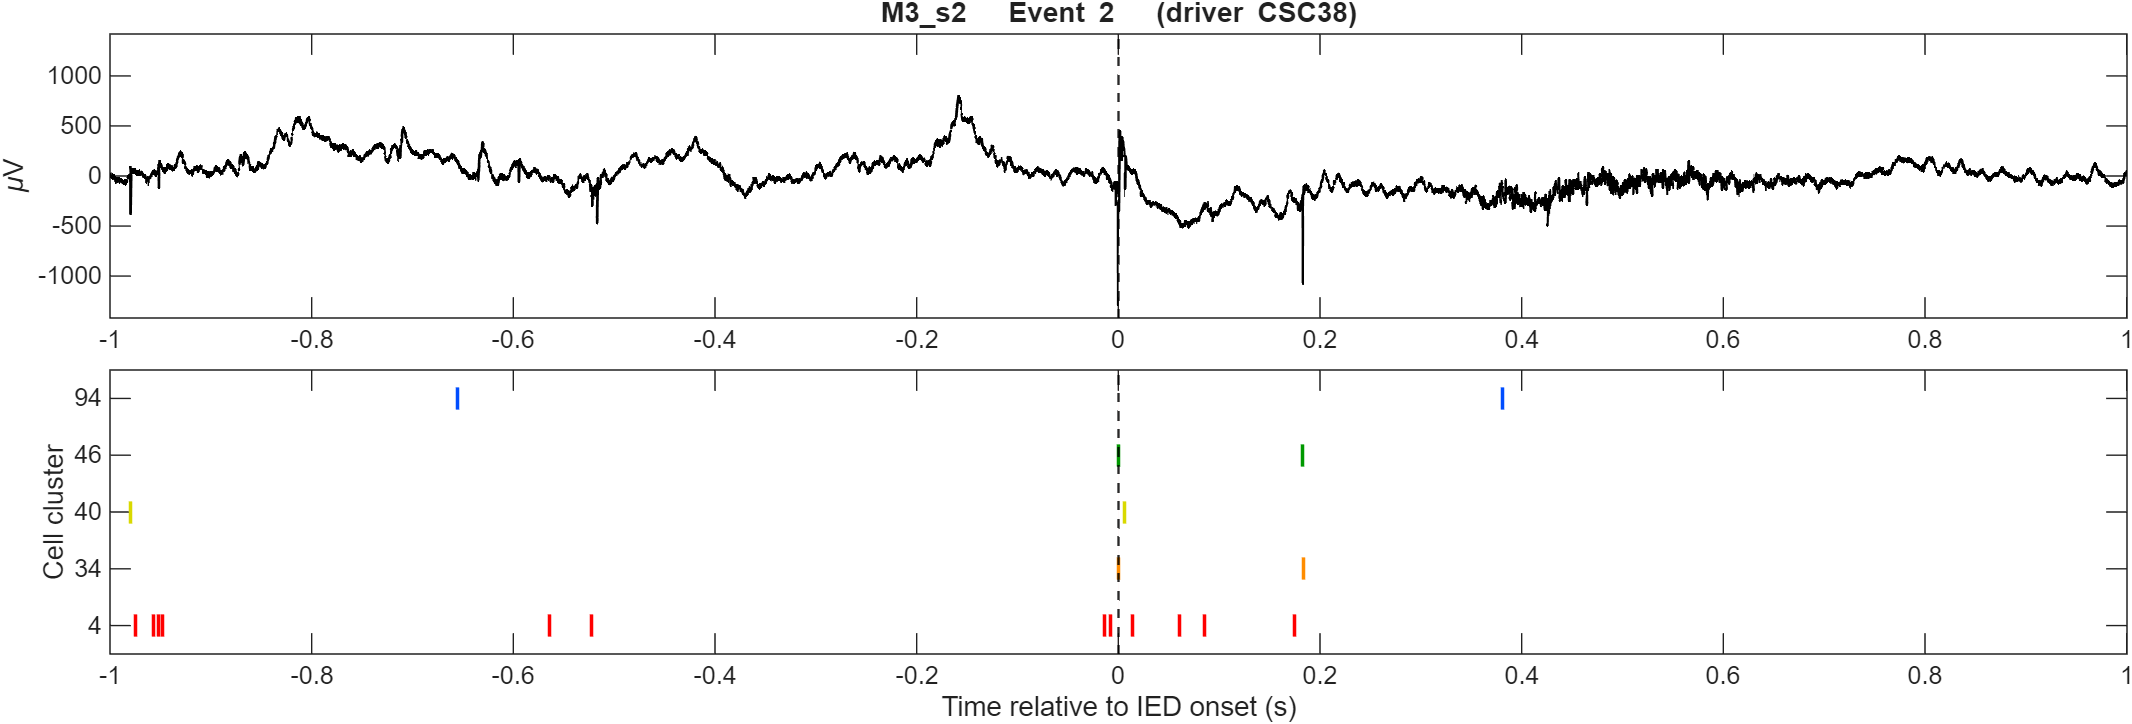 M3_s2 Event 2 (driver CSC38)
1000
500
0
-500
-1000
µV
-1 -0.8 -0.6 -0.4 -0.2 0 0.2 0.4 0.6 0.8 1
94
46
40
34
4
Cell cluster
-1 -0.8 -0.6 -0.4 -0.2 0 0.2 0.4 0.6 0.8 1
Time relative to IED onset (s)